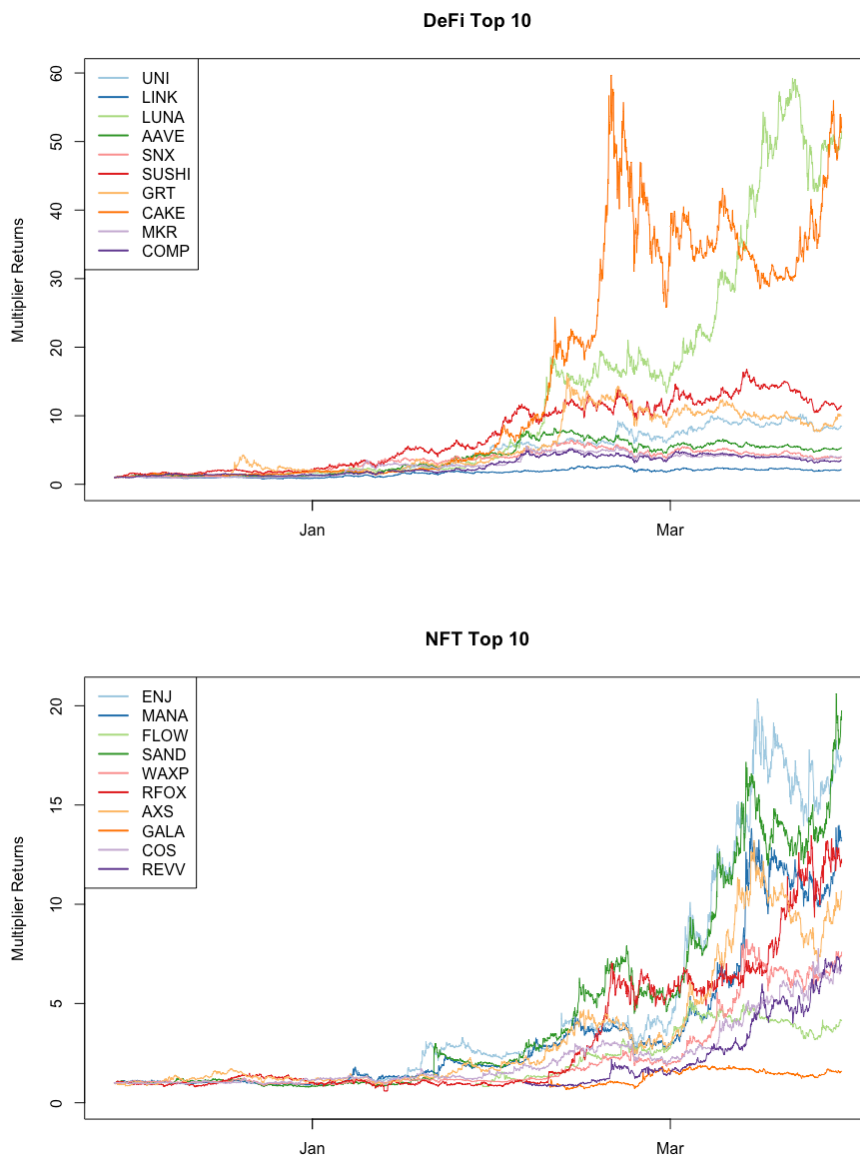 DeFi Top 10
Multiplier Returns
60
50
40
30
20
10
0
UNI
LINK
LUNA
AAVE
SNX
SUSHI
GRT
CAKE
MKR
COMP
Jan
Mar
NFT Top 10
Multiplier Returns
20
15
10
5
0
ENJ
MANA
FLOW
SAND
WAXP
RFOX
AXS
GALA
COS
REVV
Jan
Mar